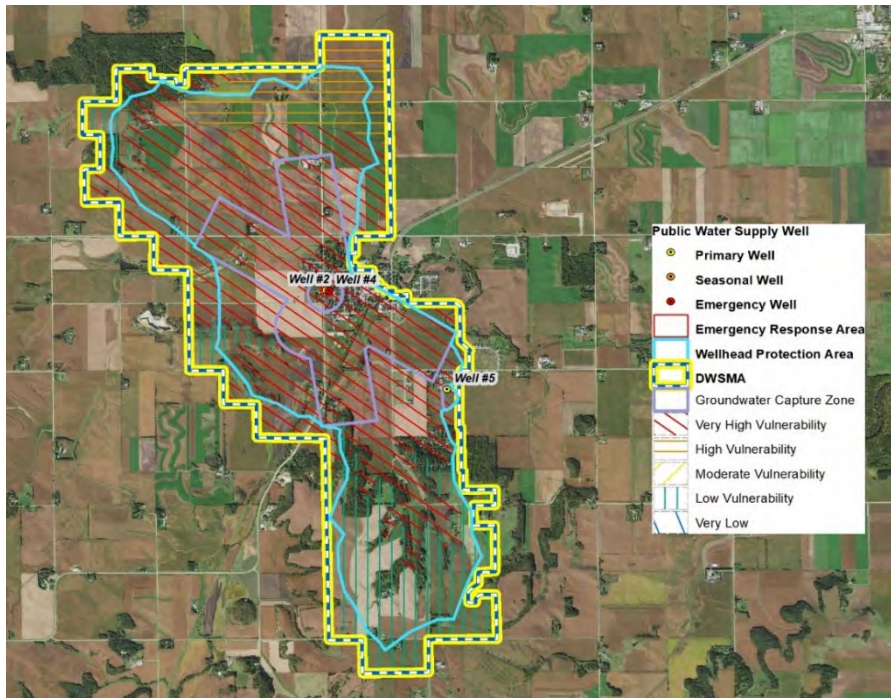 Well #2 Well #4
Well #5
Public Water Supply Well
Primary Well
Seasonal Well
Emergency Well
Emergency Response Area
Wellhead Protection Area
DWSMA
Groundwater Capture Zone
Very High Vulnerability
High Vulnerability
Moderate Vulnerability
Low Vulnerability
Very Low